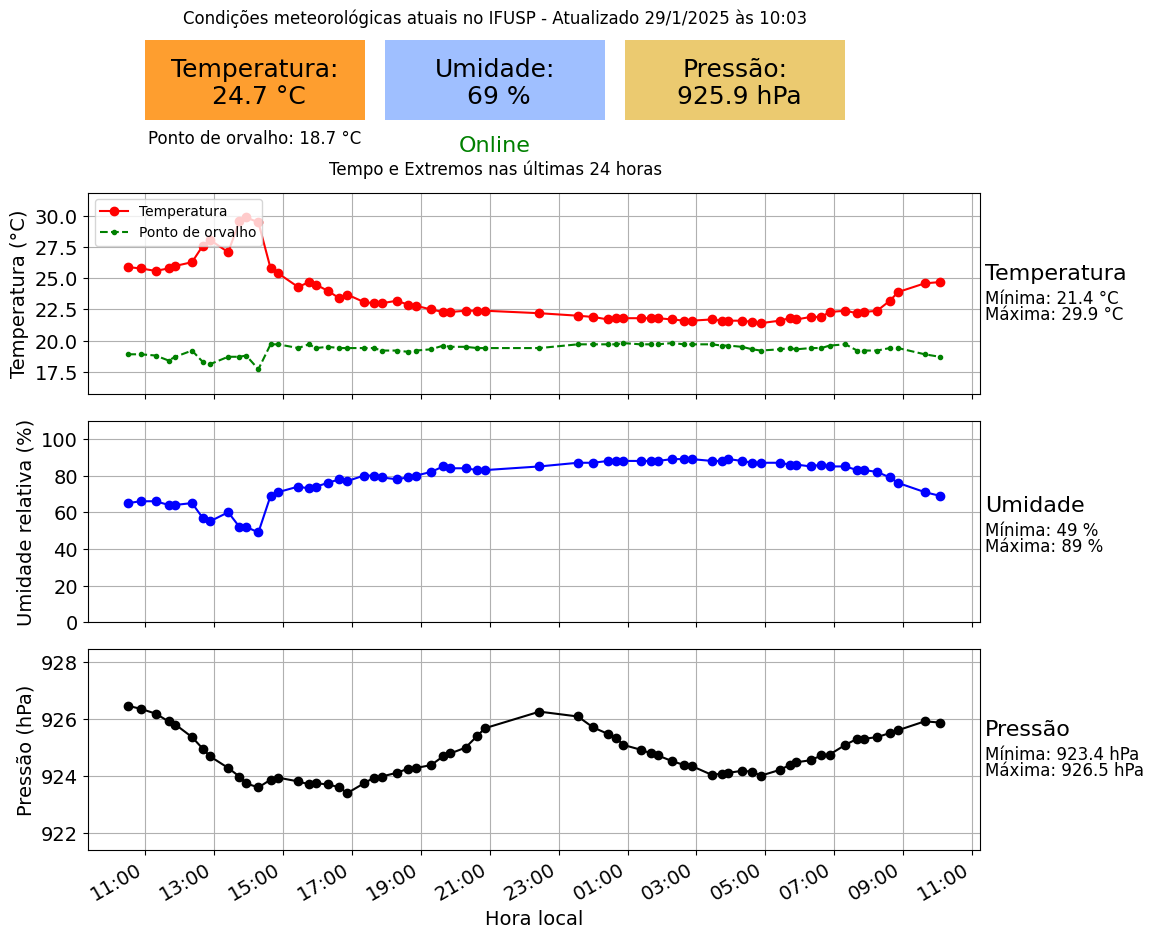 Condições meteorológicas atuais no IFUSP - Atualizado 29/1/2025 às 10:03
Temperatura:
24.7 °C
Umidade:
69 %
Pressão:
925.9 hPa
Ponto de orvalho: 18.7 °C
Online
Tempo e Extremos nas últimas 24 horas
Temperatura (°C)
30.0
27.5
25.0
22.5
20.0
17.5
Temperatura
Ponto de orvalho
Temperatura
Mínima: 21.4 °C
Máxima: 29.9 °C
Umidade relativa (%)
100
80
60
40
20
0
Umidade
Mínima: 49 %
Máxima: 89 %
Pressão (hPa)
928
926
924
922
Pressão
Mínima: 923.4 hPa
Máxima: 926.5 hPa
11:00 13:00 15:00 17:00 19:00 21:00 23:00 01:00 03:00 05:00 07:00 09:00 11:00
Hora local